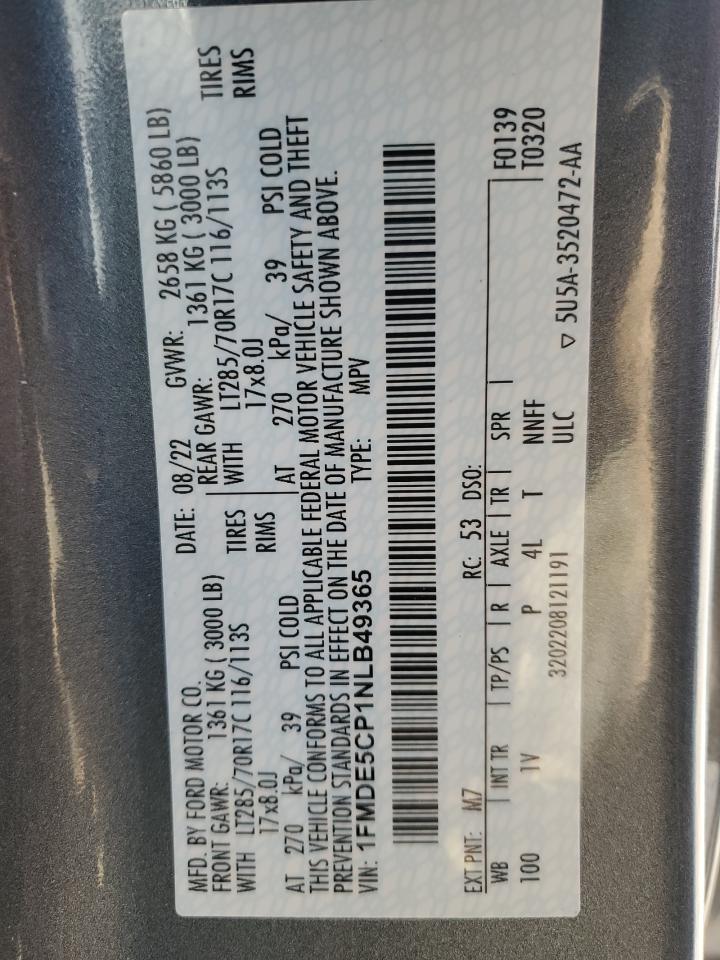 MFD. BY FORD MOTOR CO.
DATE: 08/22 GVWR: 2658 KG ( 5860 LB)
FRONT GAWR: 1361 KG ( 3000 LB)
REAR GAWR: 1361 KG ( 3000 LB)
WITH LT285/70R17C 116/113S TIRES
WITH LT285/70R17C 116/113S TIRES
17x8.0J RIMS
17x8.0J RIMS
AT 270 kPa/ 39 PSI COLD
AT 270 kPa/ 39 PSI COLD
THIS VEHICLE CONFORMS TO ALL APPLICABLE FEDERAL MOTOR VEHICLE SAFETY AND THEFT
PREVENTION STANDARDS IN EFFECT ON THE DATE OF MANUFACTURE SHOWN ABOVE.
VIN: 1FMDE5CP1NLB49365 TYPE: MPV
EXT PNT: M7 RC: 53 DSO:
WB | INT TR | TP/PS | R | AXLE | TR | SPR | F0139
100 1V P 4L T NNFF T0320
3202208121191 ULC
▽ 5U5A-3520472-AA